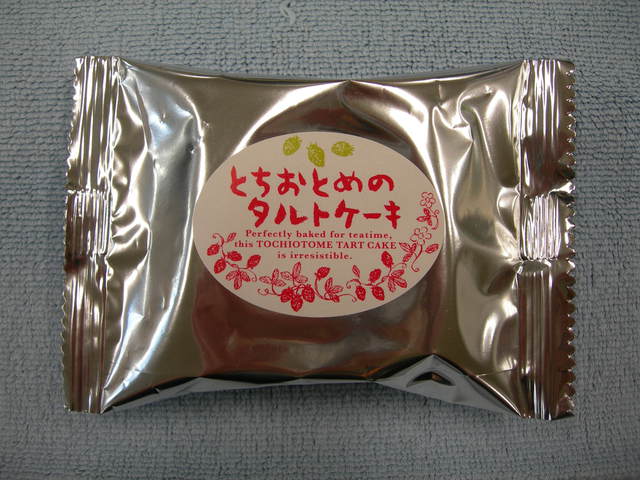 とちおとめの
タルトケーキ
Perfectly baked for teatime,
this TOCHIOTOME TART CAKE
is irresistible.